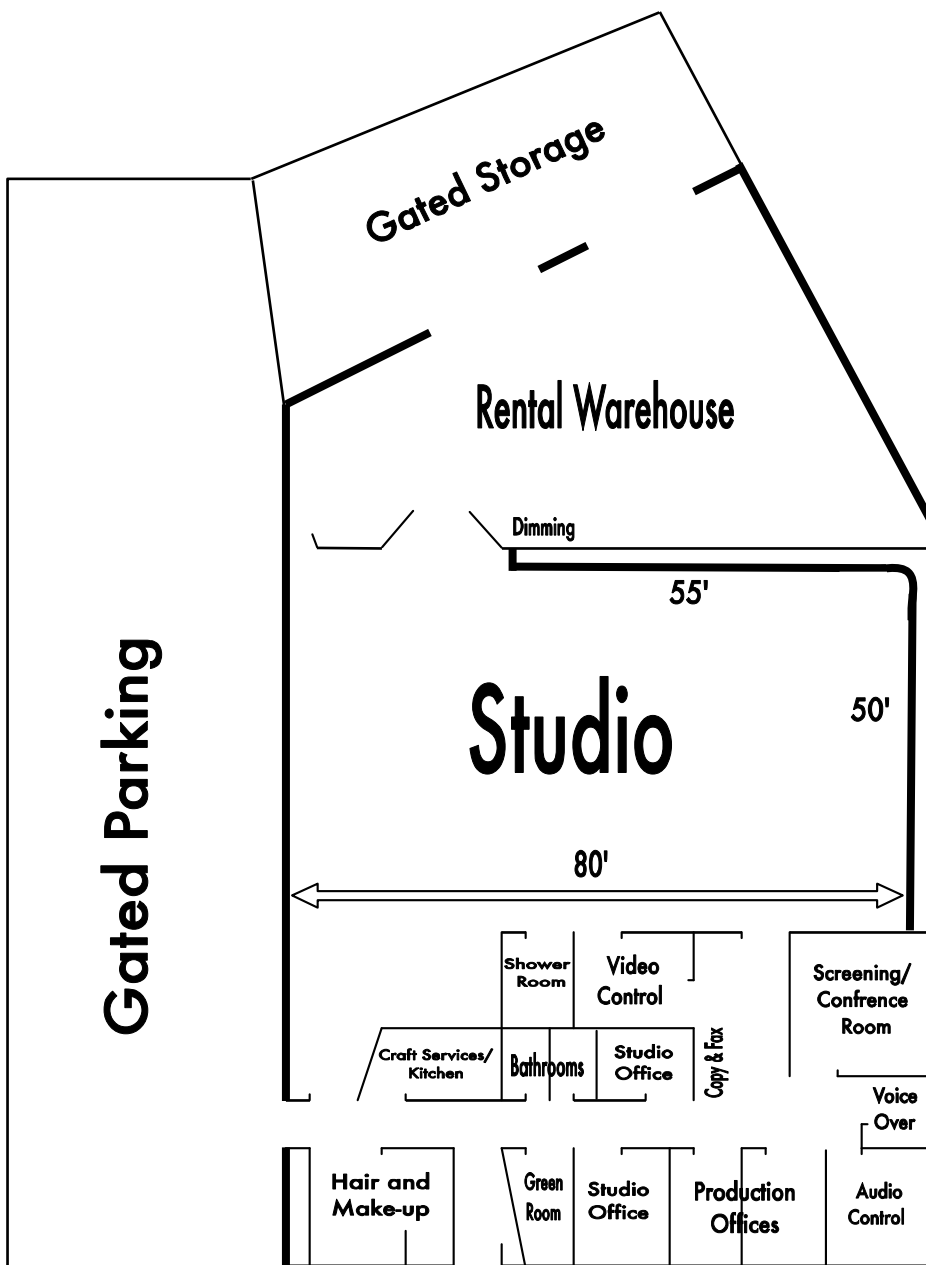 Gated Storage
Rental Warehouse
Dimming
55'
Studio
50'
80'
Gated Parking
Shower
Room
Video
Control
Screening/
Confrence
Room
Craft Services/
Kitchen
Bathrooms
Studio
Office
Copy & Fax
Voice
Over
Hair and
Make-up
Green
Room
Studio
Office
Production
Offices
Audio
Control